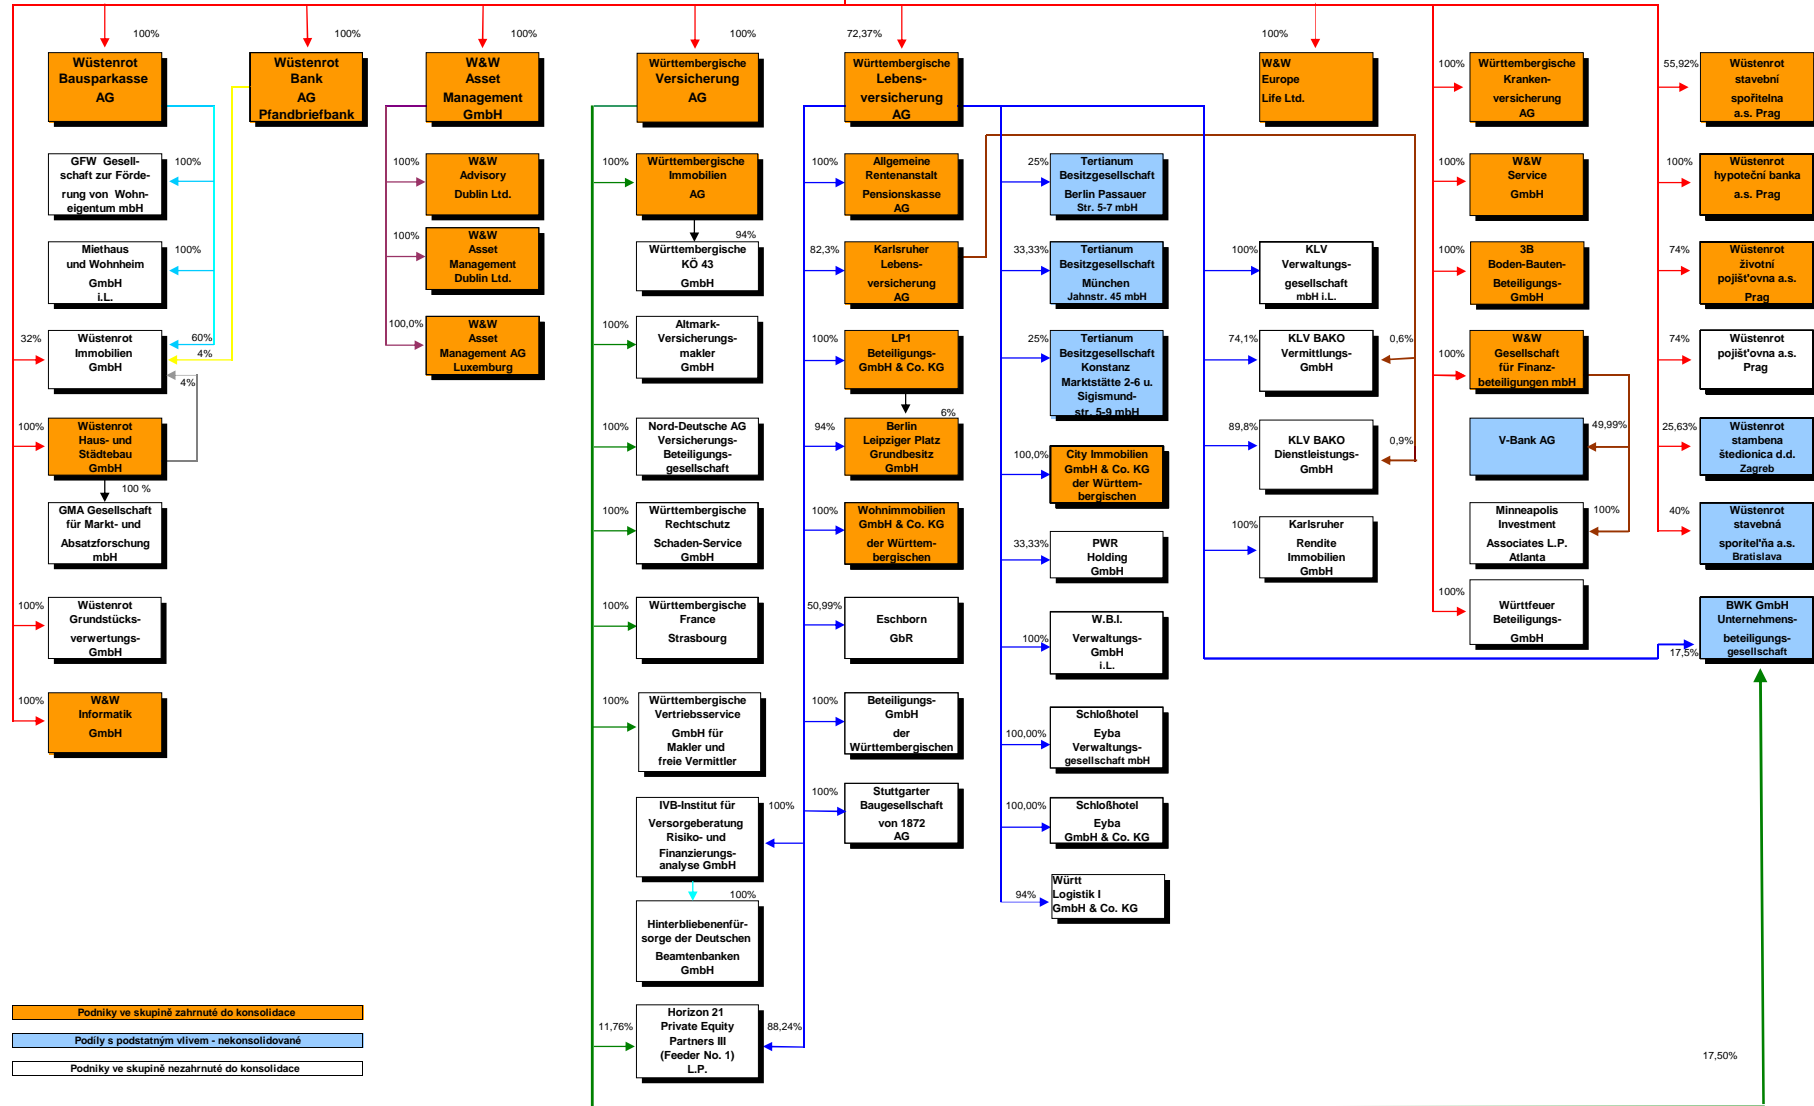 100%
Wüstenrot
Bausparkasse
AG
100%
Wüstenrot
Bank
AG
Pfandbriefbank
100%
W&W
Asset
Management
GmbH
100%
Württembergische
Versicherung
AG
72,37%
Württembergische
Lebens-
versicherung
AG
100%
W&W
Europe
Life Ltd.
100%
Württembergische
Kranken-
versicherung
AG
55,92%
Wüstenrot
stavební
spořitelna
a.s. Prag
100%
GFW Gesell-
schaft zur Förde-
rung von Wohn-
eigentum mbH
100%
Miethaus
und Wohnheim
GmbH
i.L.
32%
60%
4%
4%
Wüstenrot
Immobilien
GmbH
100%
Wüstenrot
Haus- und
Städtebau
GmbH
100 %
GMA Gesellschaft
für Markt- und
Absatzforschung
mbH
100%
Wüstenrot
Grundstücks-
verwertungs-
GmbH
100%
W&W
Informatik
GmbH
100%
W&W
Advisory
Dublin Ltd.
100%
W&W
Asset
Management
Dublin Ltd.
100,0%
W&W
Asset
Management AG
Luxemburg
100%
Württembergische
Immobilien
AG
94%
Württembergische
KÖ 43
GmbH
100%
Altmark-
Versicherungs-
makler
GmbH
100%
Nord-Deutsche AG
Versicherungs-
Beteiligungs-
gesellschaft
100%
Württembergische
Rechtschutz
Schaden-Service
GmbH
100%
Württembergische
France
Strasbourg
100%
Württembergische
Vertriebsservice
GmbH für
Makler und
freie Vermittler
100%
IVB-Institut für
Versorgeberatung
Risiko- und
Finanzierungs-
analyse GmbH
100%
Hinterbliebenenfür-
sorge der Deutschen
Beamtenbanken
GmbH
11,76%
88,24%
Horizon 21
Private Equity
Partners III
(Feeder No. 1)
L.P.
100%
Allgemeine
Rentenanstalt
Pensionskasse
AG
82,3%
Karlsruher
Lebens-
versicherung
AG
100%
LP1
Beteiligungs-
GmbH & Co. KG
6%
94%
Berlin
Leipziger Platz
Grundbesitz
GmbH
100%
Wohnimmobilien
GmbH & Co. KG
der Württem-
bergischen
50,99%
Eschborn
GbR
100%
Beteiligungs-
GmbH
der
Württembergischen
100%
Stuttgarter
Baugesellschaft
von 1872
AG
25%
Tertianum
Besitzgesellschaft
Berlin Passauer
Str. 5-7 mbH
33,33%
Tertianum
Besitzgesellschaft
München
Jahnstr. 45 mbH
25%
Tertianum
Besitzgesellschaft
Konstanz
Marktstätte 2-6 u.
Sigismund-
str. 5-9 mbH
100,0%
City Immobilien
GmbH & Co. KG
der Württem-
bergischen
33,33%
PWR
Holding
GmbH
100%
W.B.I.
Verwaltungs-
GmbH
i.L.
100,00%
Schloßhotel
Eyba
Verwaltungs-
gesellschaft mbH
100,00%
Schloßhotel
Eyba
GmbH & Co. KG
94%
Württ
Logistik I
GmbH & Co. KG
100%
KLV
Verwaltungs-
gesellschaft
mbH i.L.
74,1%
0,6%
KLV BAKO
Vermittlungs-
GmbH
89,8%
0,9%
KLV BAKO
Dienstleistungs-
GmbH
100%
Karlsruher
Rendite
Immobilien
GmbH
100%
W&W
Service
GmbH
100%
3B
Boden-Bauten-
Beteiligungs-
GmbH
100%
W&W
Gesellschaft
für Finanz-
beteiligungen mbH
49,99%
V-Bank AG
100%
Minneapolis
Investment
Associates L.P.
Atlanta
100%
Württfeuer
Beteiligungs-
GmbH
100%
Wüstenrot
hypoteční banka
a.s. Prag
74%
Wüstenrot
životní
pojišt'ovna a.s.
Prag
74%
Wüstenrot
pojišt'ovna a.s.
Prag
25,63%
Wüstenrot
stambena
štedionica d.d.
Zagreb
40%
Wüstenrot
stavebná
sporitel'ňa a.s.
Bratislava
17,5%
BWK GmbH
Unternehmens-
beteiligungs-
gesellschaft
17,50%
Podniky ve skupině zahrnuté do konsolidace
Podíly s podstatným vlivem - nekonsolidované
Podniky ve skupině nezahrnuté do konsolidace